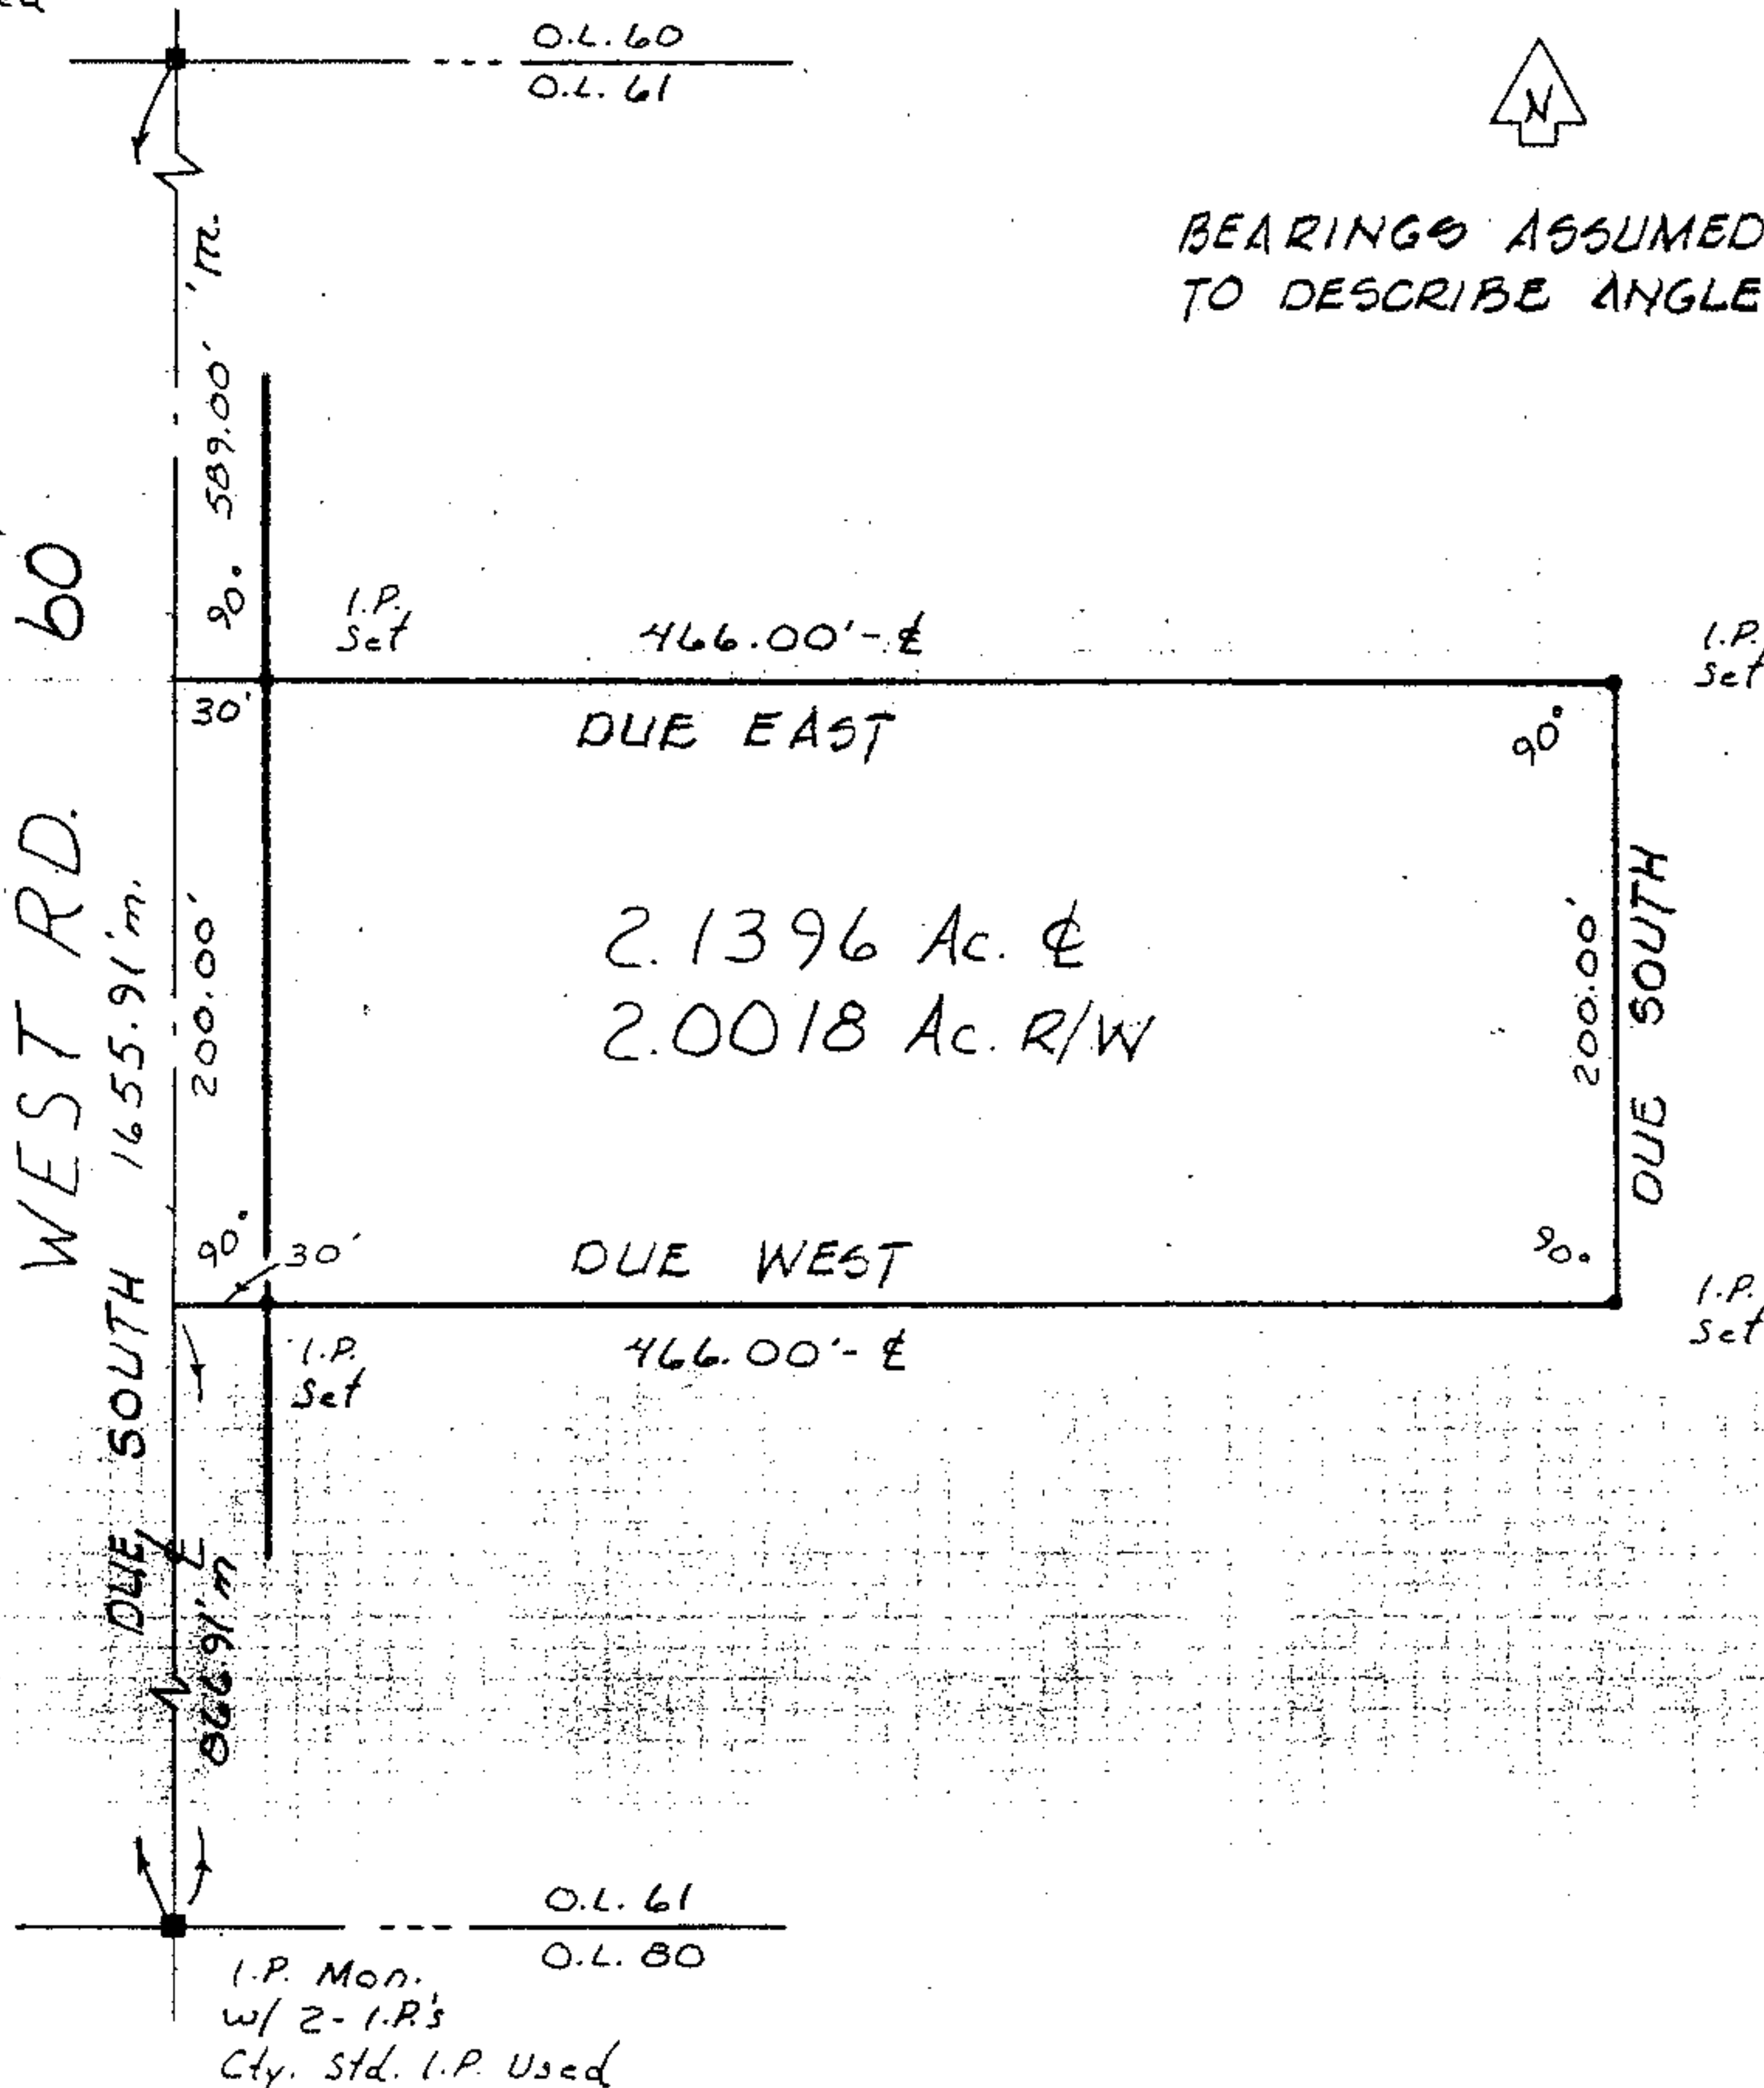 O.L. 60
O.L. 61
N
BEARINGS ASSUMED
TO DESCRIBE ANGLE
589.00' m.
90°
60'
I.P.
Set
466.00'-℄
I.P.
Set
30'
DUE EAST
90°
WEST RD.
DUE SOUTH 1655.91'm.
200.00'
2.1396 Ac. ℄
2.0018 Ac. R/W
200.00'
DUE SOUTH
90°
30'
DUE WEST
90°
I.P.
Set
466.00'-℄
I.P.
Set
℄
866.91'm
O.L. 61
O.L. 80
I.P. Mon.
w/ 2- I.P.'s
Cty. Std. I.P. Used